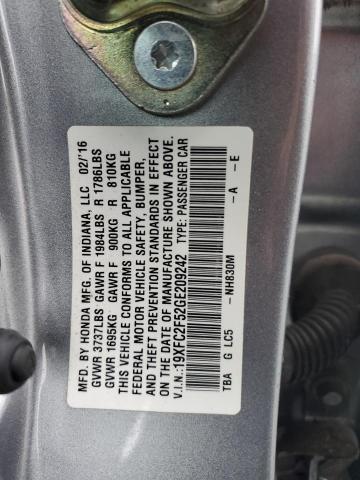 MFD. BY HONDA MFG. OF INDIANA, LLC 02/'16
GVWR 3737LBS GAWR F 1984LBS R 1786LBS
GVWR 1695KG GAWR F 900KG R 810KG
THIS VEHICLE CONFORMS TO ALL APPLICABLE
FEDERAL MOTOR VEHICLE SAFETY, BUMPER,
AND THEFT PREVENTION STANDARDS IN EFFECT
ON THE DATE OF MANUFACTURE SHOWN ABOVE.
V.I.N.:19XFC2F52GE209242 TYPE: PASSENGER CAR
TBA G LC5 -NH830M -A -E